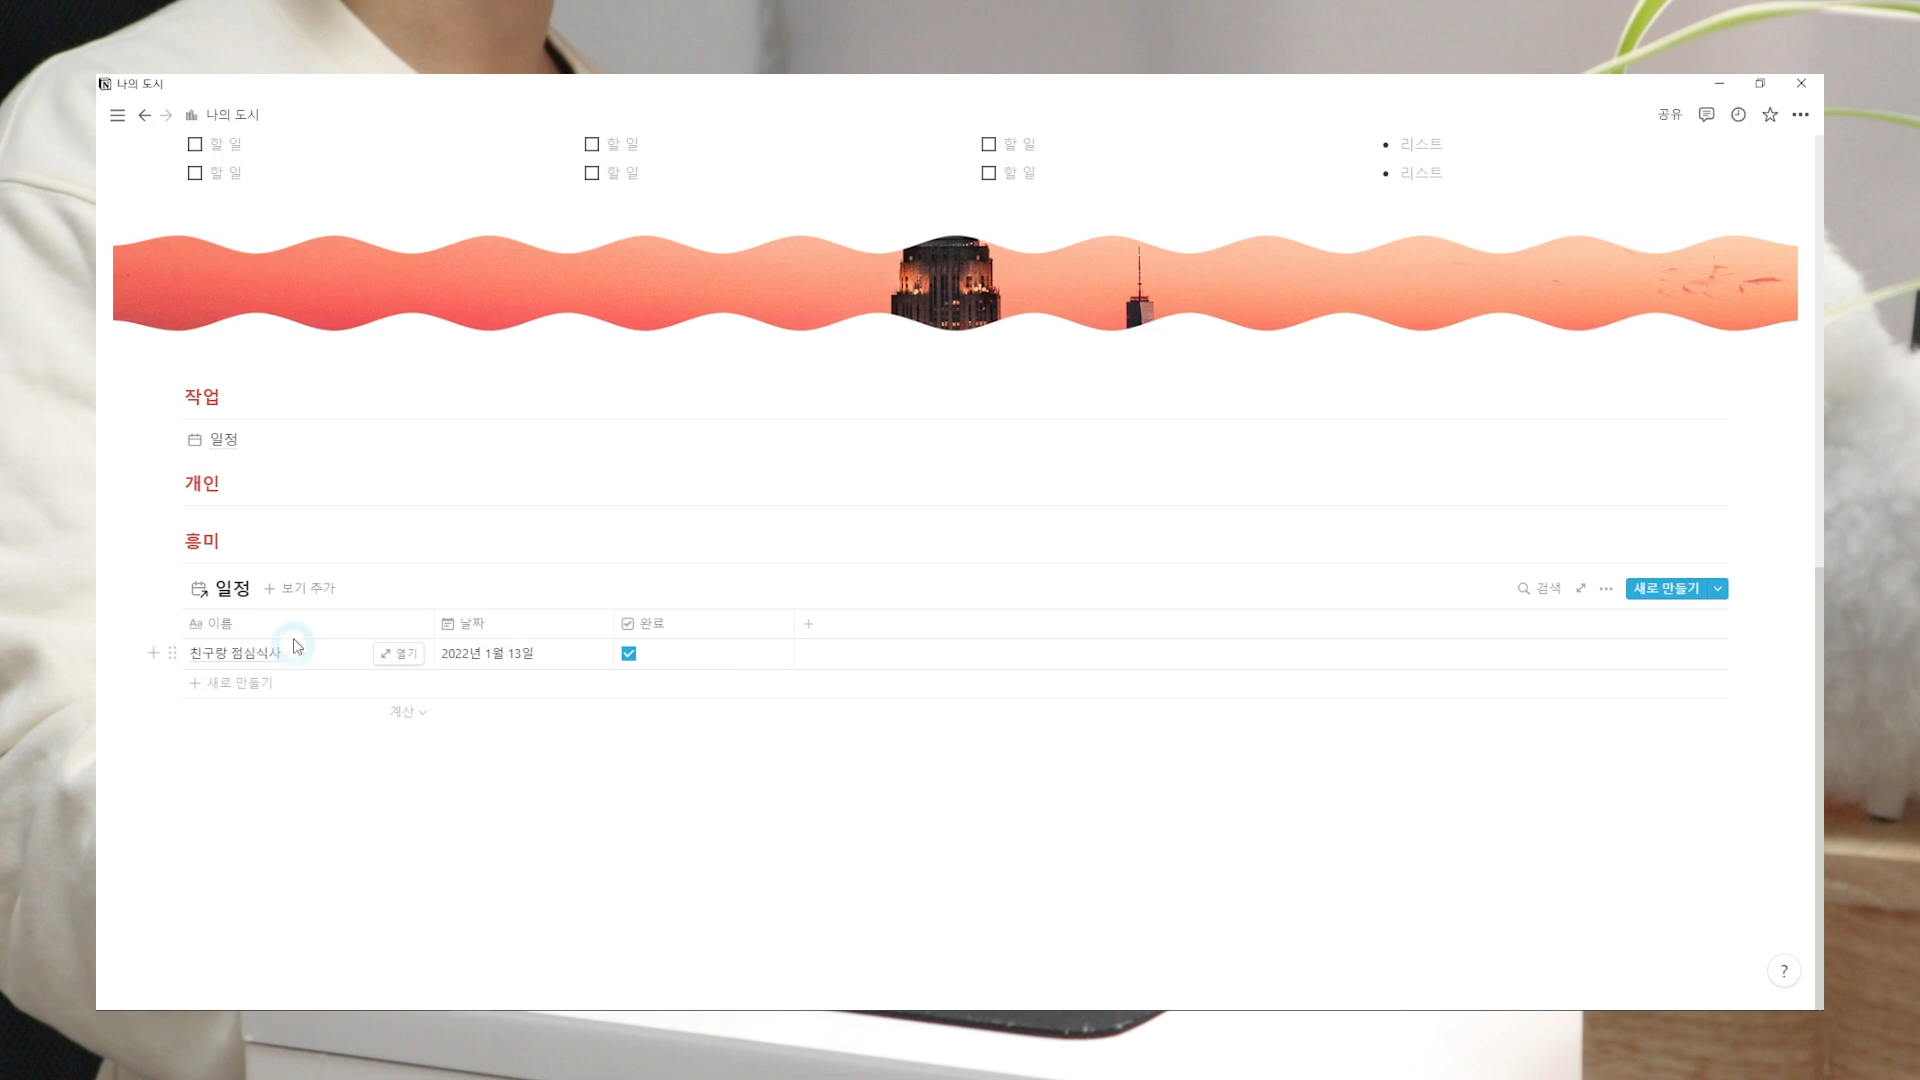 나의 도시
나의 도시
공유
할 일
할 일
할 일
리스트
할 일
할 일
할 일
리스트
작업
일정
개인
흥미
일정
+ 보기 추가
검색
새로 만들기
Aa 이름
날짜
완료
+
친구랑 점심식사
열기
2022년 1월 13일
+ 새로 만들기
계산
?